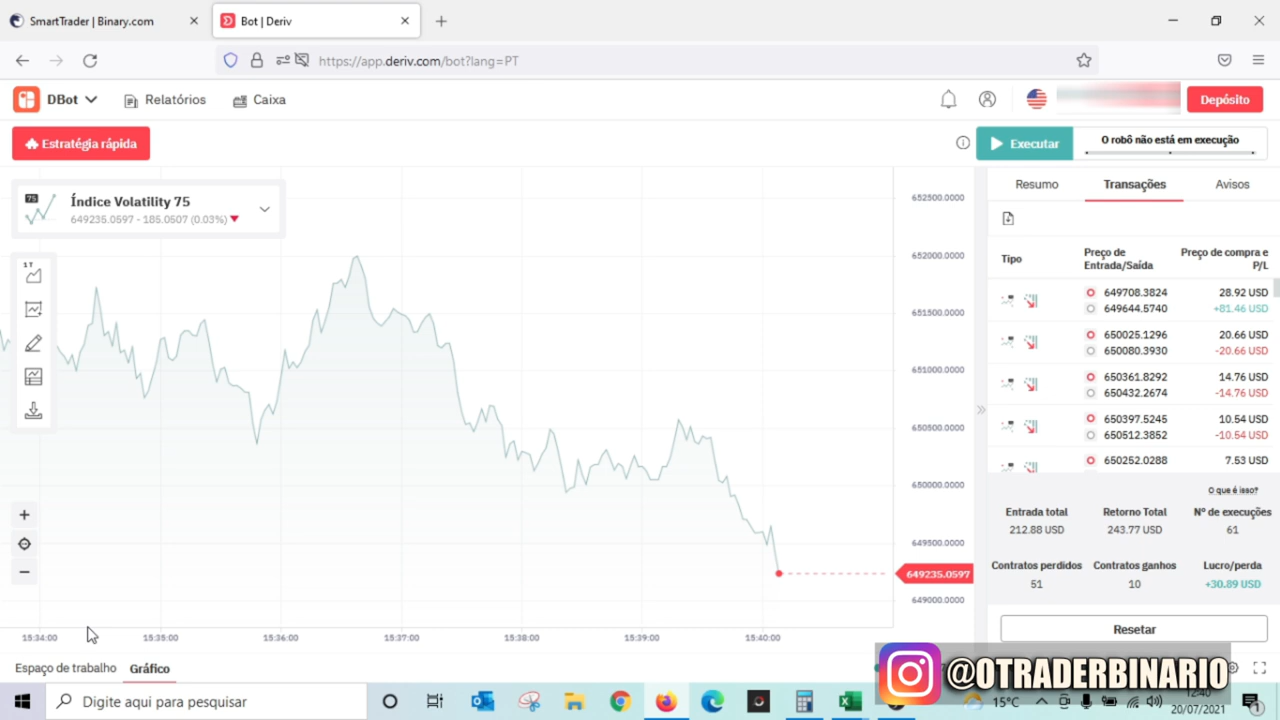 SmartTrader | Binary.com
Bot | Deriv
https://app.deriv.com/bot?lang=PT
DBot
Relatórios
Caixa
Depósito
Estratégia rápida
Executar
O robô não está em execução
75
Índice Volatility 75
649235.0597 - 185.0507 (0.03%)
1 T
652500.0000
652000.0000
651500.0000
651000.0000
650500.0000
650000.0000
649500.0000
649235.0597
649000.0000
15:34:00
15:35:00
15:36:00
15:37:00
15:38:00
15:39:00
15:40:00
Resumo
Transações
Avisos
Tipo
Preço de
Entrada/Saída
Preço de compra e
P/L
649708.3824 28.92 USD
649644.5740 +81.46 USD
650025.1296 20.66 USD
650080.3930 -20.66 USD
650361.8292 14.76 USD
650432.2674 -14.76 USD
650397.5245 10.54 USD
650512.3852 -10.54 USD
650252.0288 7.53 USD
O que é isso?
Entrada total
212.88 USD
Retorno Total
243.77 USD
Nº de execuções
61
Contratos perdidos
51
Contratos ganhos
10
Lucro/perda
+30.89 USD
Resetar
Espaço de trabalho
Gráfico
@OTRADERBINARIO
Digite aqui para pesquisar
15°C
12:40
20/07/2021
1